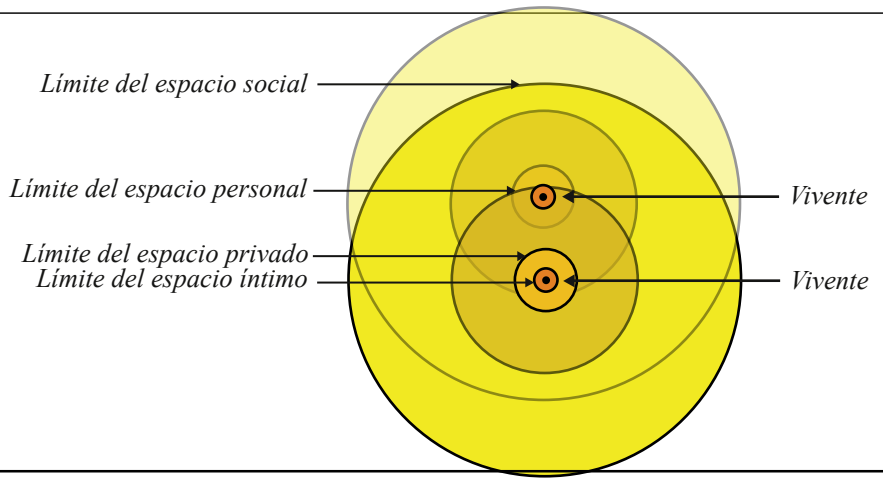 Límite del espacio social
Límite del espacio personal
Vivente
Límite del espacio privado
Límite del espacio íntimo
Vivente